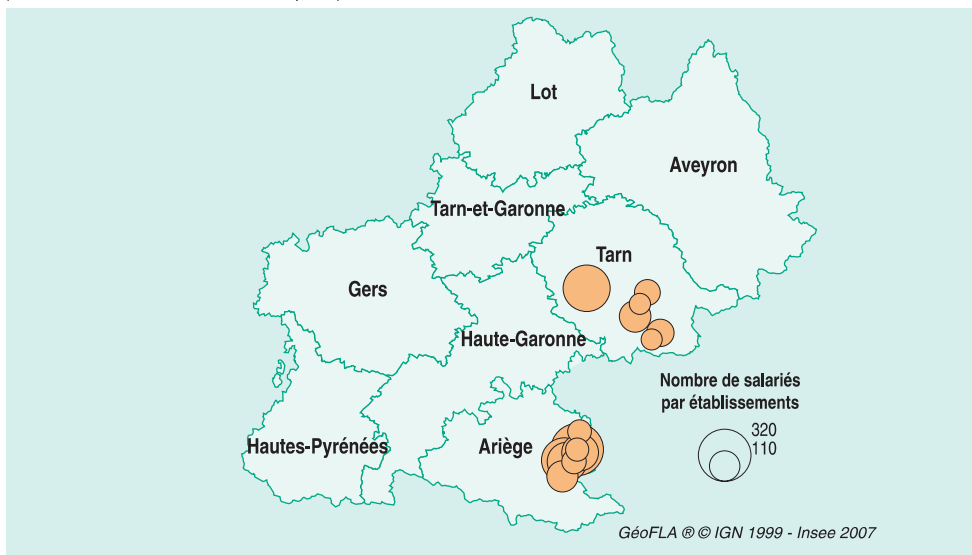 Lot
Aveyron
Tarn-et-Garonne
Tarn
Gers
Haute-Garonne
Nombre de salariés
par établissements
320
110
Hautes-Pyrénées
Ariège
GéoFLA ® © IGN 1999 - Insee 2007